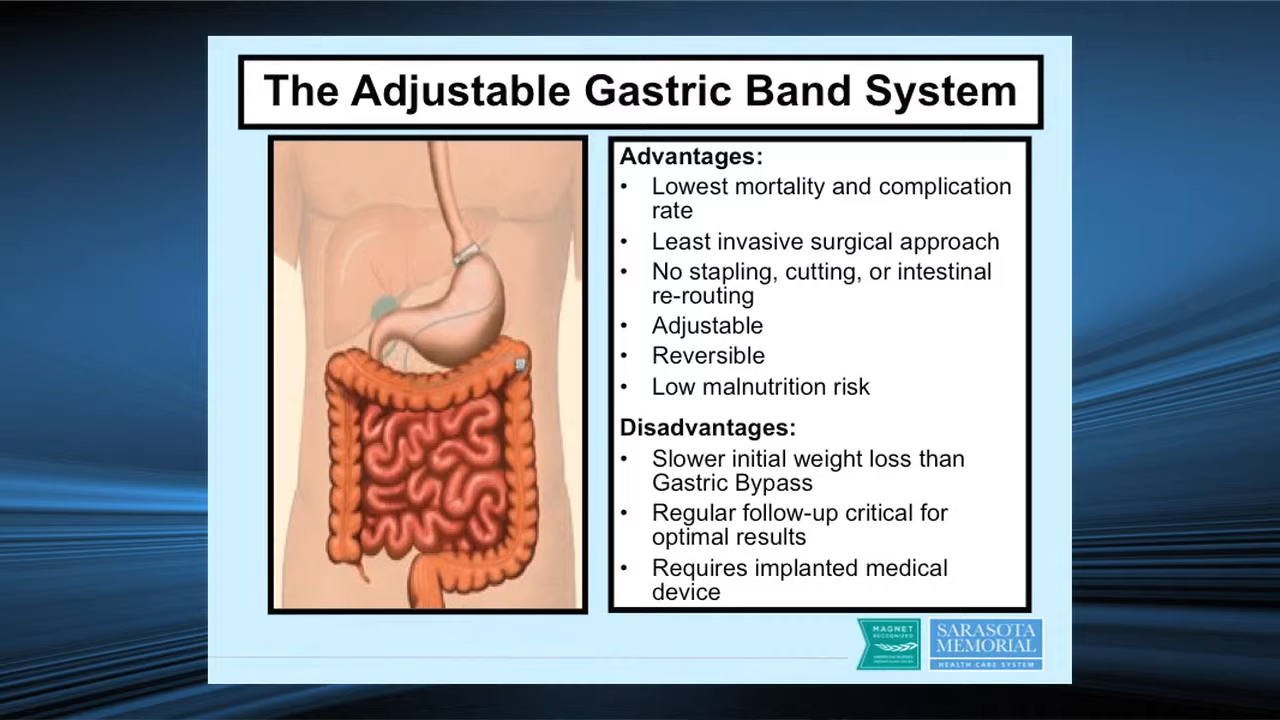 The Adjustable Gastric Band System
Advantages:
• Lowest mortality and complication
rate
• Least invasive surgical approach
• No stapling, cutting, or intestinal
re-routing
• Adjustable
• Reversible
• Low malnutrition risk
Disadvantages:
• Slower initial weight loss than
Gastric Bypass
• Regular follow-up critical for
optimal results
• Requires implanted medical
device
MAGNET
RECOGNIZED
SARASOTA
MEMORIAL
HEALTH CARE SYSTEM